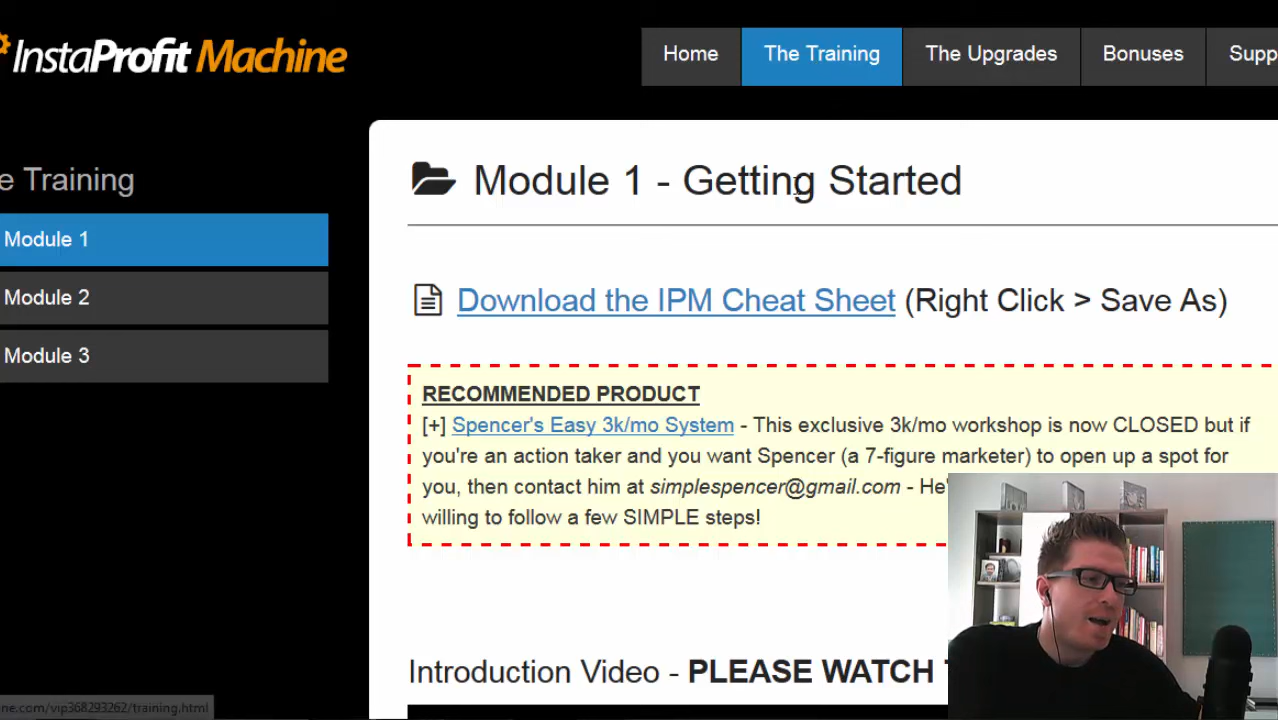 InstaProfit Machine
Home
The Training
The Upgrades
Bonuses
Supp
e Training
Module 1
Module 2
Module 3
Module 1 - Getting Started
Download the IPM Cheat Sheet (Right Click > Save As)
RECOMMENDED PRODUCT
[+] Spencer's Easy 3k/mo System - This exclusive 3k/mo workshop is now CLOSED but if
you're an action taker and you want Spencer (a 7-figure marketer) to open up a spot for
you, then contact him at simplespencer@gmail.com - He'
willing to follow a few SIMPLE steps!
Introduction Video - PLEASE WATCH
ne.com/vip368293262/training.html